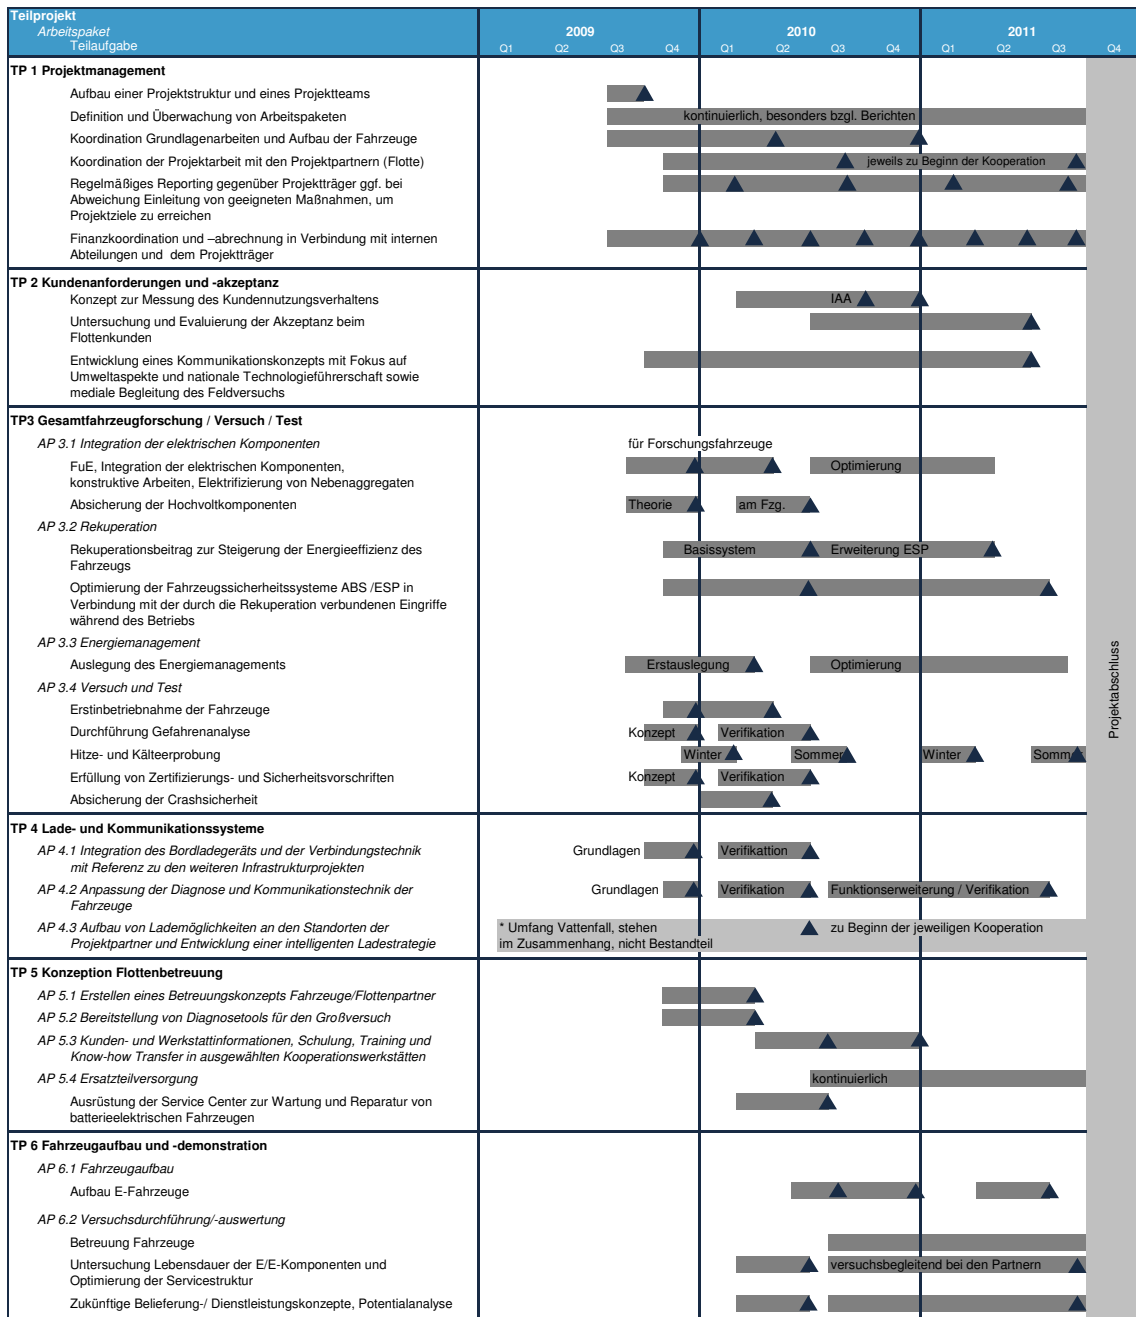 Teilprojekt
Arbeitspaket 2009 2010 2011
Teilaufgabe Q1 Q2 Q3 Q4 Q1 Q2 Q3 Q4 Q1 Q2 Q3 Q4
TP 1 Projektmanagement
Aufbau einer Projektstruktur und eines Projektteams
Definition und Überwachung von Arbeitspaketen kontinuierlich, besonders bzgl. Berichten
Koordination Grundlagenarbeiten und Aufbau der Fahrzeuge
Koordination der Projektarbeit mit den Projektpartnern (Flotte) jeweils zu Beginn der Kooperation
Regelmäßiges Reporting gegenüber Projektträger ggf. bei
Abweichung Einleitung von geeigneten Maßnahmen, um
Projektziele zu erreichen
Finanzkoordination und –abrechnung in Verbindung mit internen
Abteilungen und dem Projektträger
TP 2 Kundenanforderungen und -akzeptanz
Konzept zur Messung des Kundennutzungsverhaltens IAA
Untersuchung und Evaluierung der Akzeptanz beim
Flottenkunden
Entwicklung eines Kommunikationskonzepts mit Fokus auf
Umweltaspekte und nationale Technologieführerschaft sowie
mediale Begleitung des Feldversuchs
TP3 Gesamtfahrzeugforschung / Versuch / Test
AP 3.1 Integration der elektrischen Komponenten für Forschungsfahrzeuge
FuE, Integration der elektrischen Komponenten, Optimierung
konstruktive Arbeiten, Elektrifizierung von Nebenaggregaten
Absicherung der Hochvoltkomponenten Theorie am Fzg.
AP 3.2 Rekuperation
Rekuperationsbeitrag zur Steigerung der Energieeffizienz des Basissystem Erweiterung ESP
Fahrzeugs
Optimierung der Fahrzeugssicherheitssysteme ABS /ESP in
Verbindung mit der durch die Rekuperation verbundenen Eingriffe
während des Betriebs
AP 3.3 Energiemanagement
Auslegung des Energiemanagements Erstauslegung Optimierung
AP 3.4 Versuch und Test
Erstinbetriebnahme der Fahrzeuge
Durchführung Gefahrenanalyse Konzept Verifikation
Hitze- und Kälteerprobung Winter Sommer Winter Sommer
Erfüllung von Zertifizierungs- und Sicherheitsvorschriften Konzept Verifikation
Absicherung der Crashsicherheit
Projektabschluss
TP 4 Lade- und Kommunikationssysteme
AP 4.1 Integration des Bordladegeräts und der Verbindungstechnik Grundlagen Verifikattion
mit Referenz zu den weiteren Infrastrukturprojekten
AP 4.2 Anpassung der Diagnose und Kommunikationstechnik der Grundlagen Verifikation Funktionserweiterung / Verifikation
Fahrzeuge
AP 4.3 Aufbau von Lademöglichkeiten an den Standorten der * Umfang Vattenfall, stehen zu Beginn der jeweiligen Kooperation
Projektpartner und Entwicklung einer intelligenten Ladestrategie im Zusammenhang, nicht Bestandteil
TP 5 Konzeption Flottenbetreuung
AP 5.1 Erstellen eines Betreuungskonzepts Fahrzeuge/Flottenpartner
AP 5.2 Bereitstellung von Diagnosetools für den Großversuch
AP 5.3 Kunden- und Werkstattinformationen, Schulung, Training und
Know-how Transfer in ausgewählten Kooperationswerkstätten
AP 5.4 Ersatzteilversorgung kontinuierlich
Ausrüstung der Service Center zur Wartung und Reparatur von
batterieelektrischen Fahrzeugen
TP 6 Fahrzeugaufbau und -demonstration
AP 6.1 Fahrzeugaufbau
Aufbau E-Fahrzeuge
AP 6.2 Versuchsdurchführung/-auswertung
Betreuung Fahrzeuge
Untersuchung Lebensdauer der E/E-Komponenten und versuchsbegleitend bei den Partnern
Optimierung der Servicestruktur
Zukünftige Belieferung-/ Dienstleistungskonzepte, Potentialanalyse